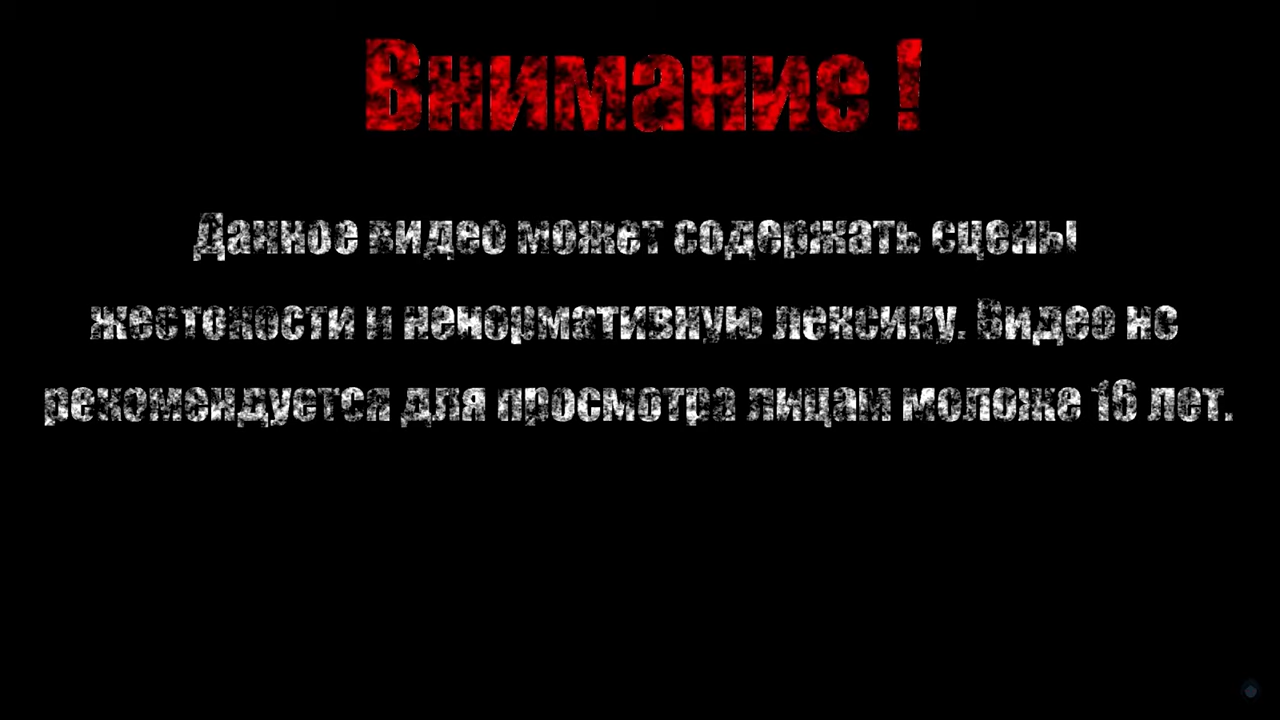 Внимание !
Данное видео может содержать сцены
жестокости и ненормативную лексику. Видео не
рекомендуется для просмотра лицам моложе 16 лет.